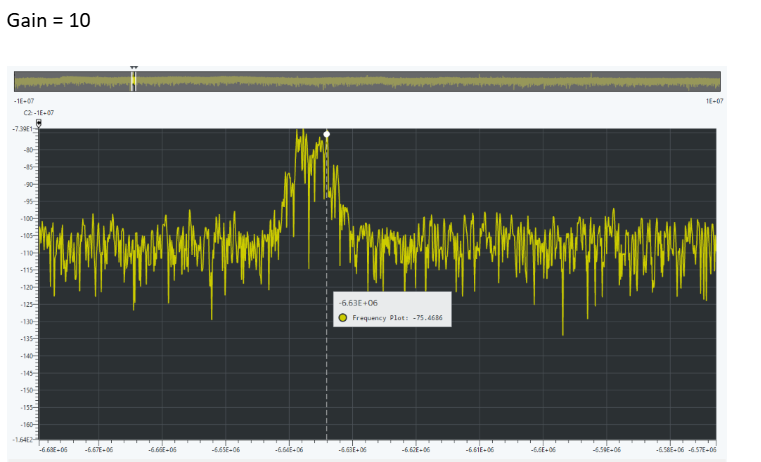 Gain = 10
-1E+07 1E+07
C2: -1E+07
-7.39E1
-80
-85
-90
-95
-100
-105
-110
-115
-120
-125
-130
-135
-140
-145
-150
-155
-160
-1.64E2
-6.63E+06
Frequency Plot: -75.4686
-6.68E+06 -6.67E+06 -6.66E+06 -6.65E+06 -6.64E+06 -6.63E+06 -6.62E+06 -6.61E+06 -6.6E+06 -6.59E+06 -6.58E+06 -6.57E+06